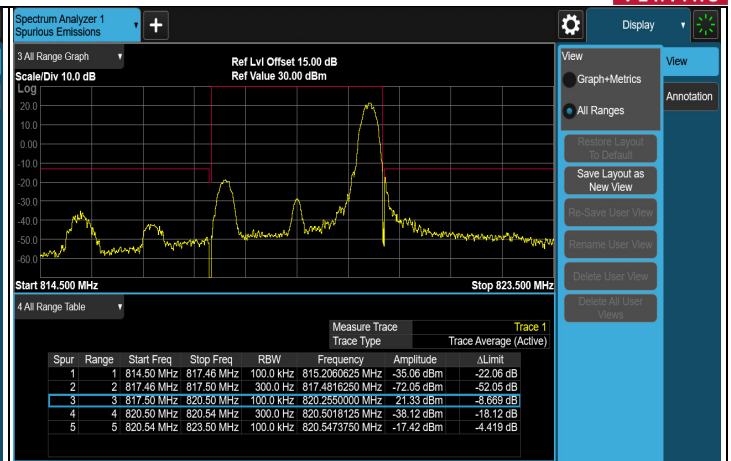 Spectrum Analyzer 1
Spurious Emissions
Display
3 All Range Graph
Ref Lvl Offset 15.00 dB
Scale/Div 10.0 dB
Ref Value 30.00 dBm
Log
20.0
10.0
0.00
-10.0
-20.0
-30.0
-40.0
-50.0
-60.0
Start 814.500 MHz
Stop 823.500 MHz
4 All Range Table
Measure Trace Trace 1
Trace Type Trace Average (Active)
Spur Range Start Freq Stop Freq RBW Frequency Amplitude ΔLimit
1 1 814.50 MHz 817.46 MHz 100.0 kHz 815.2060625 MHz -35.06 dBm -22.06 dB
2 2 817.46 MHz 817.50 MHz 300.0 Hz 817.4816250 MHz -72.05 dBm -52.05 dB
3 3 817.50 MHz 820.50 MHz 100.0 kHz 820.2550000 MHz 21.33 dBm -8.669 dB
4 4 820.50 MHz 820.54 MHz 300.0 Hz 820.5018125 MHz -38.12 dBm -18.12 dB
5 5 820.54 MHz 823.50 MHz 100.0 kHz 820.5473750 MHz -17.42 dBm -4.419 dB
View
Graph+Metrics
All Ranges
Restore Layout
To Default
Save Layout as
New View
Re-Save User View
Rename User View
Delete User View
Delete All User
Views
View
Annotation